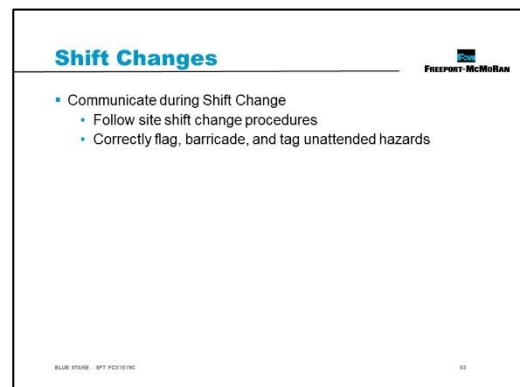 Shift Changes
FREEPORT-MCMORAN
▪ Communicate during Shift Change
• Follow site shift change procedures
• Correctly flag, barricade, and tag unattended hazards
BLUE STAKE - SFT FCX1019C